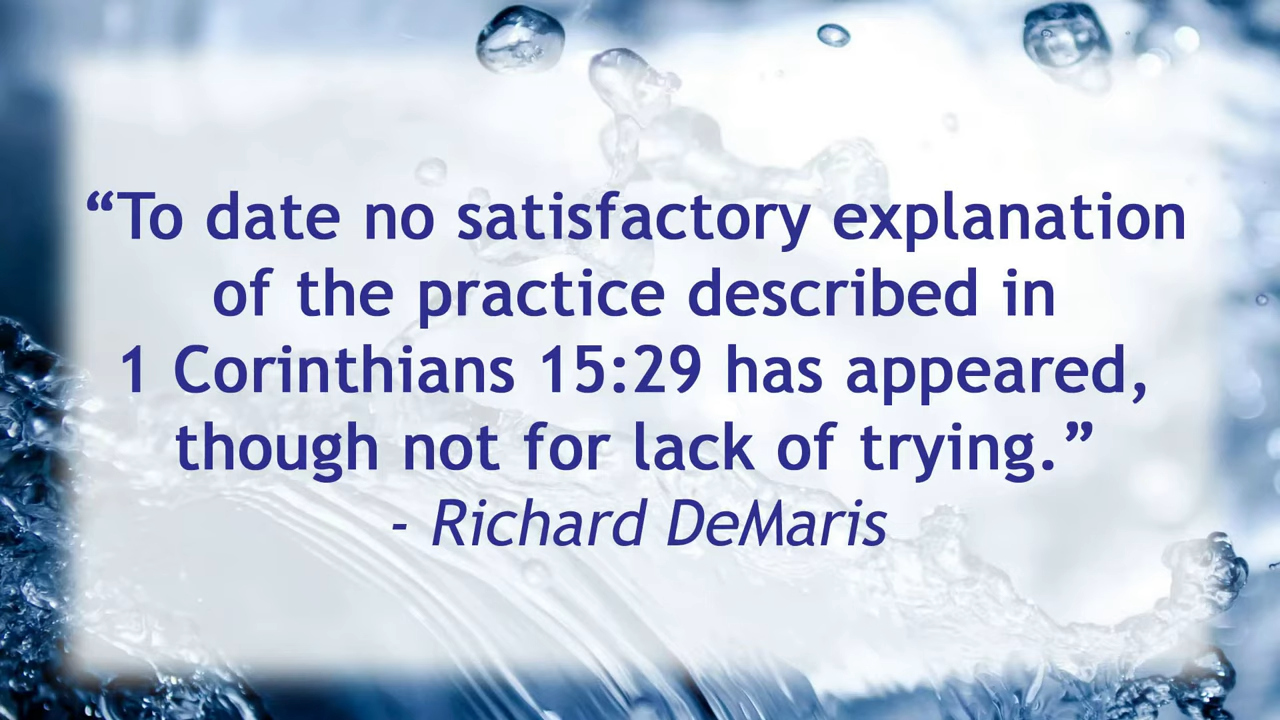 “To date no satisfactory explanation
of the practice described in
1 Corinthians 15:29 has appeared,
though not for lack of trying.”
- Richard DeMaris